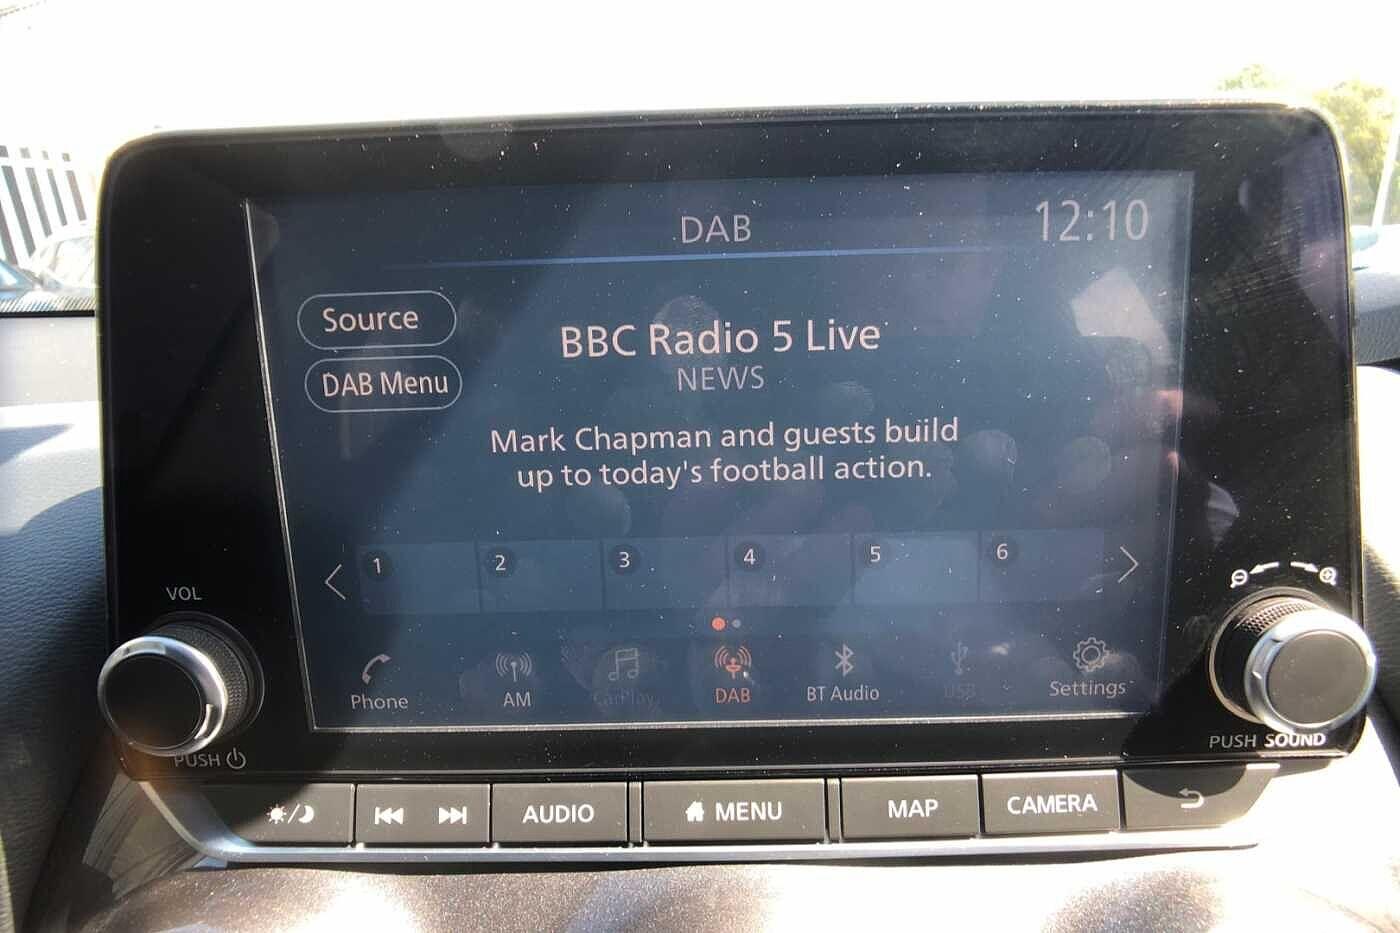 DAB
12:10
Source
DAB Menu
BBC Radio 5 Live
NEWS
Mark Chapman and guests build
up to today's football action.
1
2
3
4
5
6
Phone
AM
CarPlay
DAB
BT Audio
USB
Settings
VOL
PUSH
PUSH SOUND
AUDIO
MENU
MAP
CAMERA